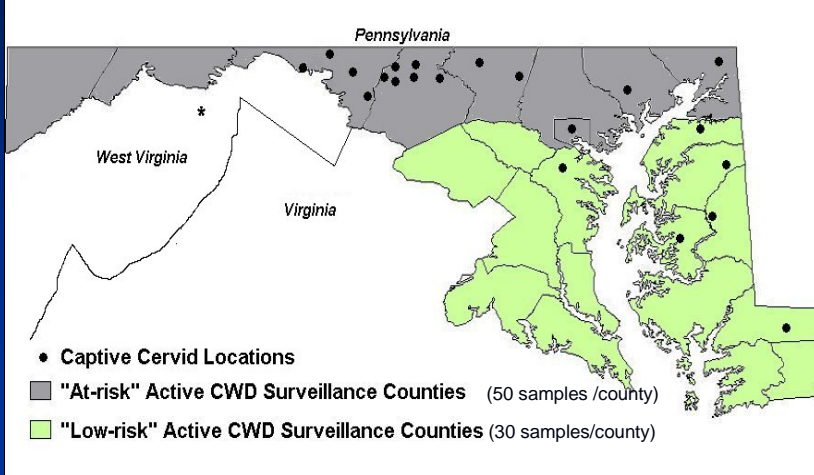 Pennsylvania
*
West Virginia
Virginia
• Captive Cervid Locations
"At-risk" Active CWD Surveillance Counties (50 samples /county)
"Low-risk" Active CWD Surveillance Counties (30 samples/county)